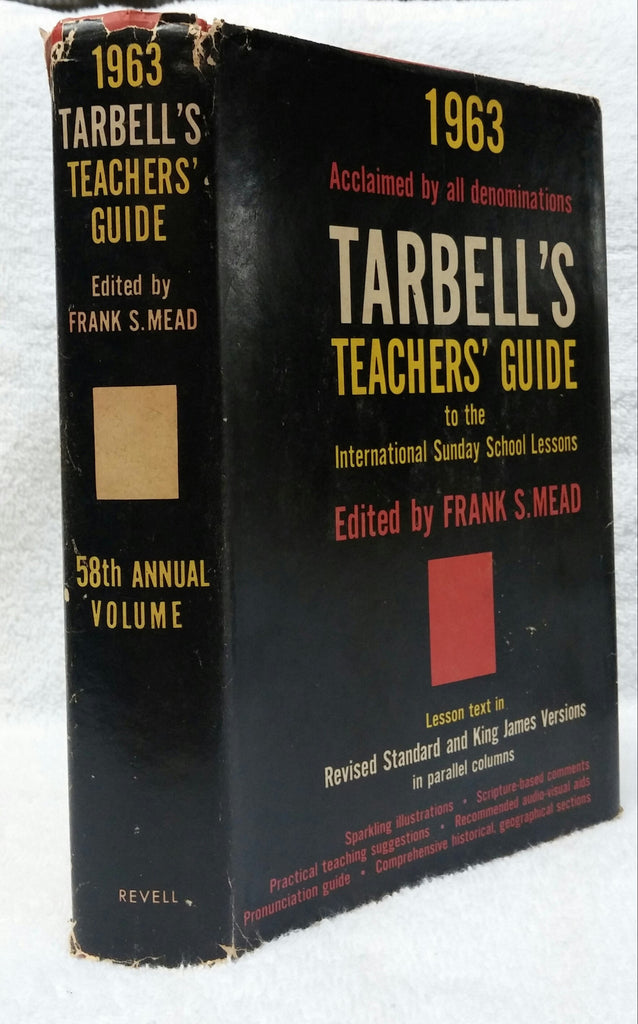 1963
TARBELL'S
TEACHERS'
GUIDE
Edited by
FRANK S. MEAD
58th ANNUAL
VOLUME
REVELL
1963
Acclaimed by all denominations
TARBELL'S
TEACHERS' GUIDE
to the
International Sunday School Lessons
Edited by FRANK S. MEAD
Lesson text in
Revised Standard and King James Versions
in parallel columns
Sparkling illustrations • Scripture-based comments
Practical teaching suggestions • Recommended audio-visual aids
Pronunciation guide • Comprehensive historical, geographical sections